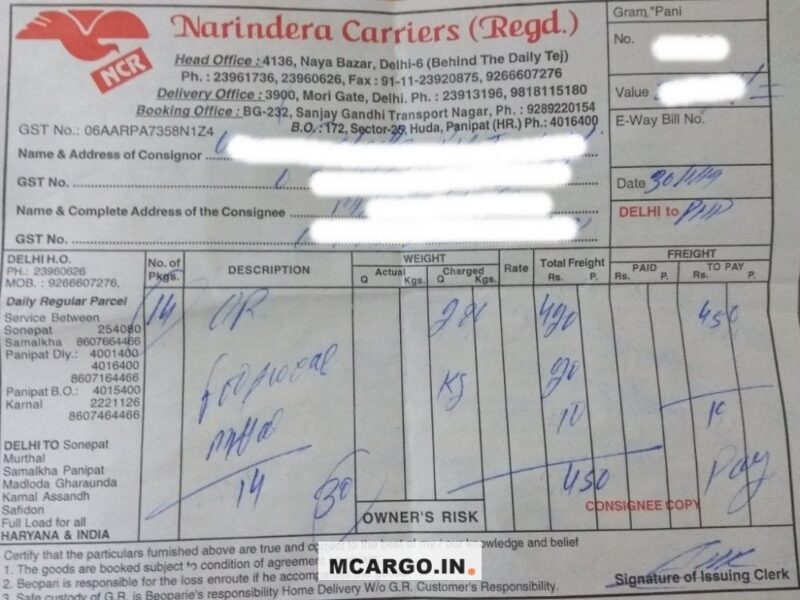 Narindera Carriers (Regd.)
NCR
Head Office : 4136, Naya Bazar, Delhi-6 (Behind The Daily Tej)
Ph. : 23961736, 23960626, Fax : 91-11-23920875, 9266607276
Delivery Office : 3900, Mori Gate, Delhi. Ph. : 23913196, 9818115180
Booking Office : BG-232, Sanjay Gandhi Transport Nagar, Ph. : 9289220154
GST No.: 06AARPA7358N1Z4 B.O. : 172, Sector-25, Huda, Panipat (HR.) Ph.: 4016400
Gram "Pani
No.
Value
E-Way Bill No.
Date 30/
DELHI to
Name & Address of Consignor
GST No.
Name & Complete Address of the Consignee
GST No.
DELHI H.O.
PH.: 23960626
MOB. : 9266607276,
No. of Pkgs.
DESCRIPTION
WEIGHT
Actual Q Kgs.
Charged Q Kgs.
Rate
Total Freight
Rs. P.
FREIGHT
PAID
Rs. P.
TO PAY
Rs. P.
Daily Regular Parcel
Service Between
Sonepat 254080
Samalkha 8607664466
Panipat Dly.: 4001400
4016400
8607164466
Panipat B.O.: 4015400
Karnal 2221126
8607464466
DELHI TO Sonepat
Murthal
Samalkha Panipat
Madloda Gharaunda
Karnal Assandh
Safidon
Full Load for all
HARYANA & INDIA
14 420 450
Kg 20
10
14 30 450 Pay
OWNER'S RISK
CONSIGNEE COPY
Certify that the particulars furnished above are true and correct to the best of my / our knowledge and belief
1. The goods are booked subject to condition of agreement
2. Beopari is responsible for the loss enroute if he accomp
3. Safe custody of G.R. is Beoparie's responsibility Home Delivery W/o G.R. Customer's Responsibility.
Signature of Issuing Clerk
MCARGO.IN.